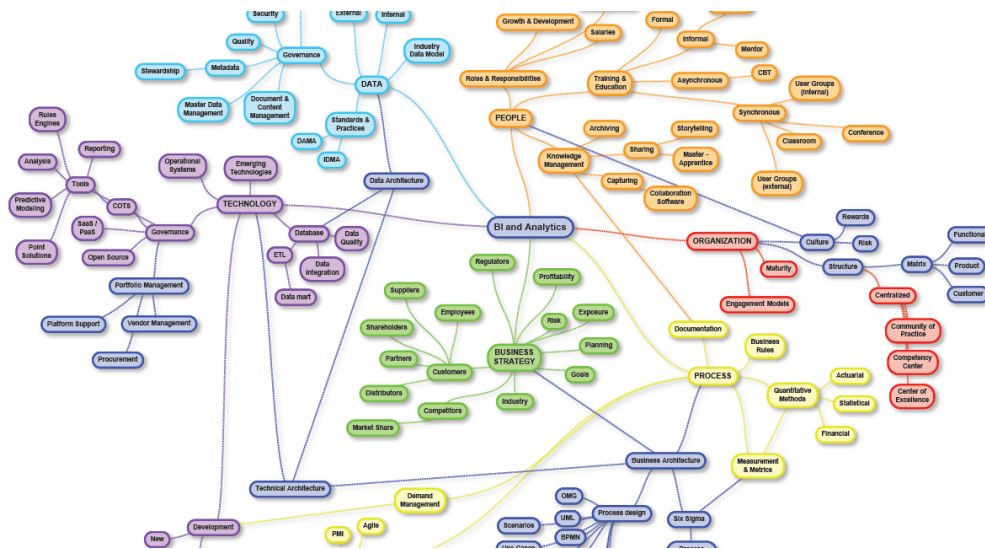 Security
External
Internal
Quality
Governance
Industry
Data Model
Stewardship
Metadata
DATA
Master Data
Management
Document &
Content
Management
Standards &
Practices
DAMA
IDMA
Growth & Development
Salaries
Formal
Informal
Mentor
Roles & Responsibilities
Training &
Education
Asynchronous
CBT
User Groups
(Internal)
PEOPLE
Synchronous
Conference
Classroom
User Groups
(external)
Archiving
Storytelling
Knowledge
Management
Sharing
Master -
Apprentice
Capturing
Collaboration
Software
Rules
Engines
Reporting
Analysis
Tools
Predictive
Modeling
COTS
SaaS /
PaaS
Point
Solutions
Open Source
Governance
Operational
Systems
Emerging
Technologies
TECHNOLOGY
Data Architecture
Database
Data
Quality
ETL
Data
Integration
Data mart
Portfolio Management
Platform Support
Vendor Management
Procurement
BI and Analytics
ORGANIZATION
Culture
Rewards
Risk
Structure
Matrix
Functional
Product
Customer
Maturity
Engagement Models
Centralized
Community of
Practice
Competency
Center
Center of
Excellence
Regulators
Profitability
Suppliers
Employees
Risk
Exposure
Shareholders
Planning
Partners
BUSINESS
STRATEGY
Customers
Goals
Distributors
Competitors
Industry
Market Share
Documentation
Business
Rules
PROCESS
Quantitative
Methods
Actuarial
Statistical
Financial
Measurement
& Metrics
Business Architecture
Technical Architecture
Demand
Management
Development
New
PMI
Agile
OMG
Scenarios
UML
Process design
BPMN
Use Cases
Six Sigma
Process